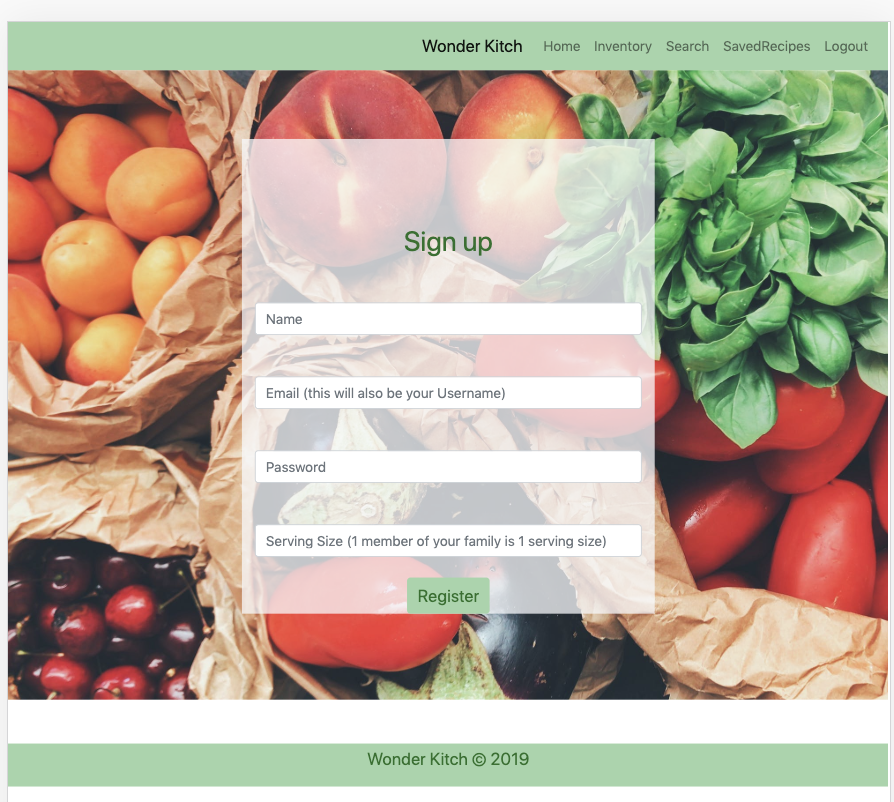 Wonder Kitch Home Inventory Search SavedRecipes Logout
Sign up
Name
Email (this will also be your Username)
Password
Serving Size (1 member of your family is 1 serving size)
Register
Wonder Kitch © 2019